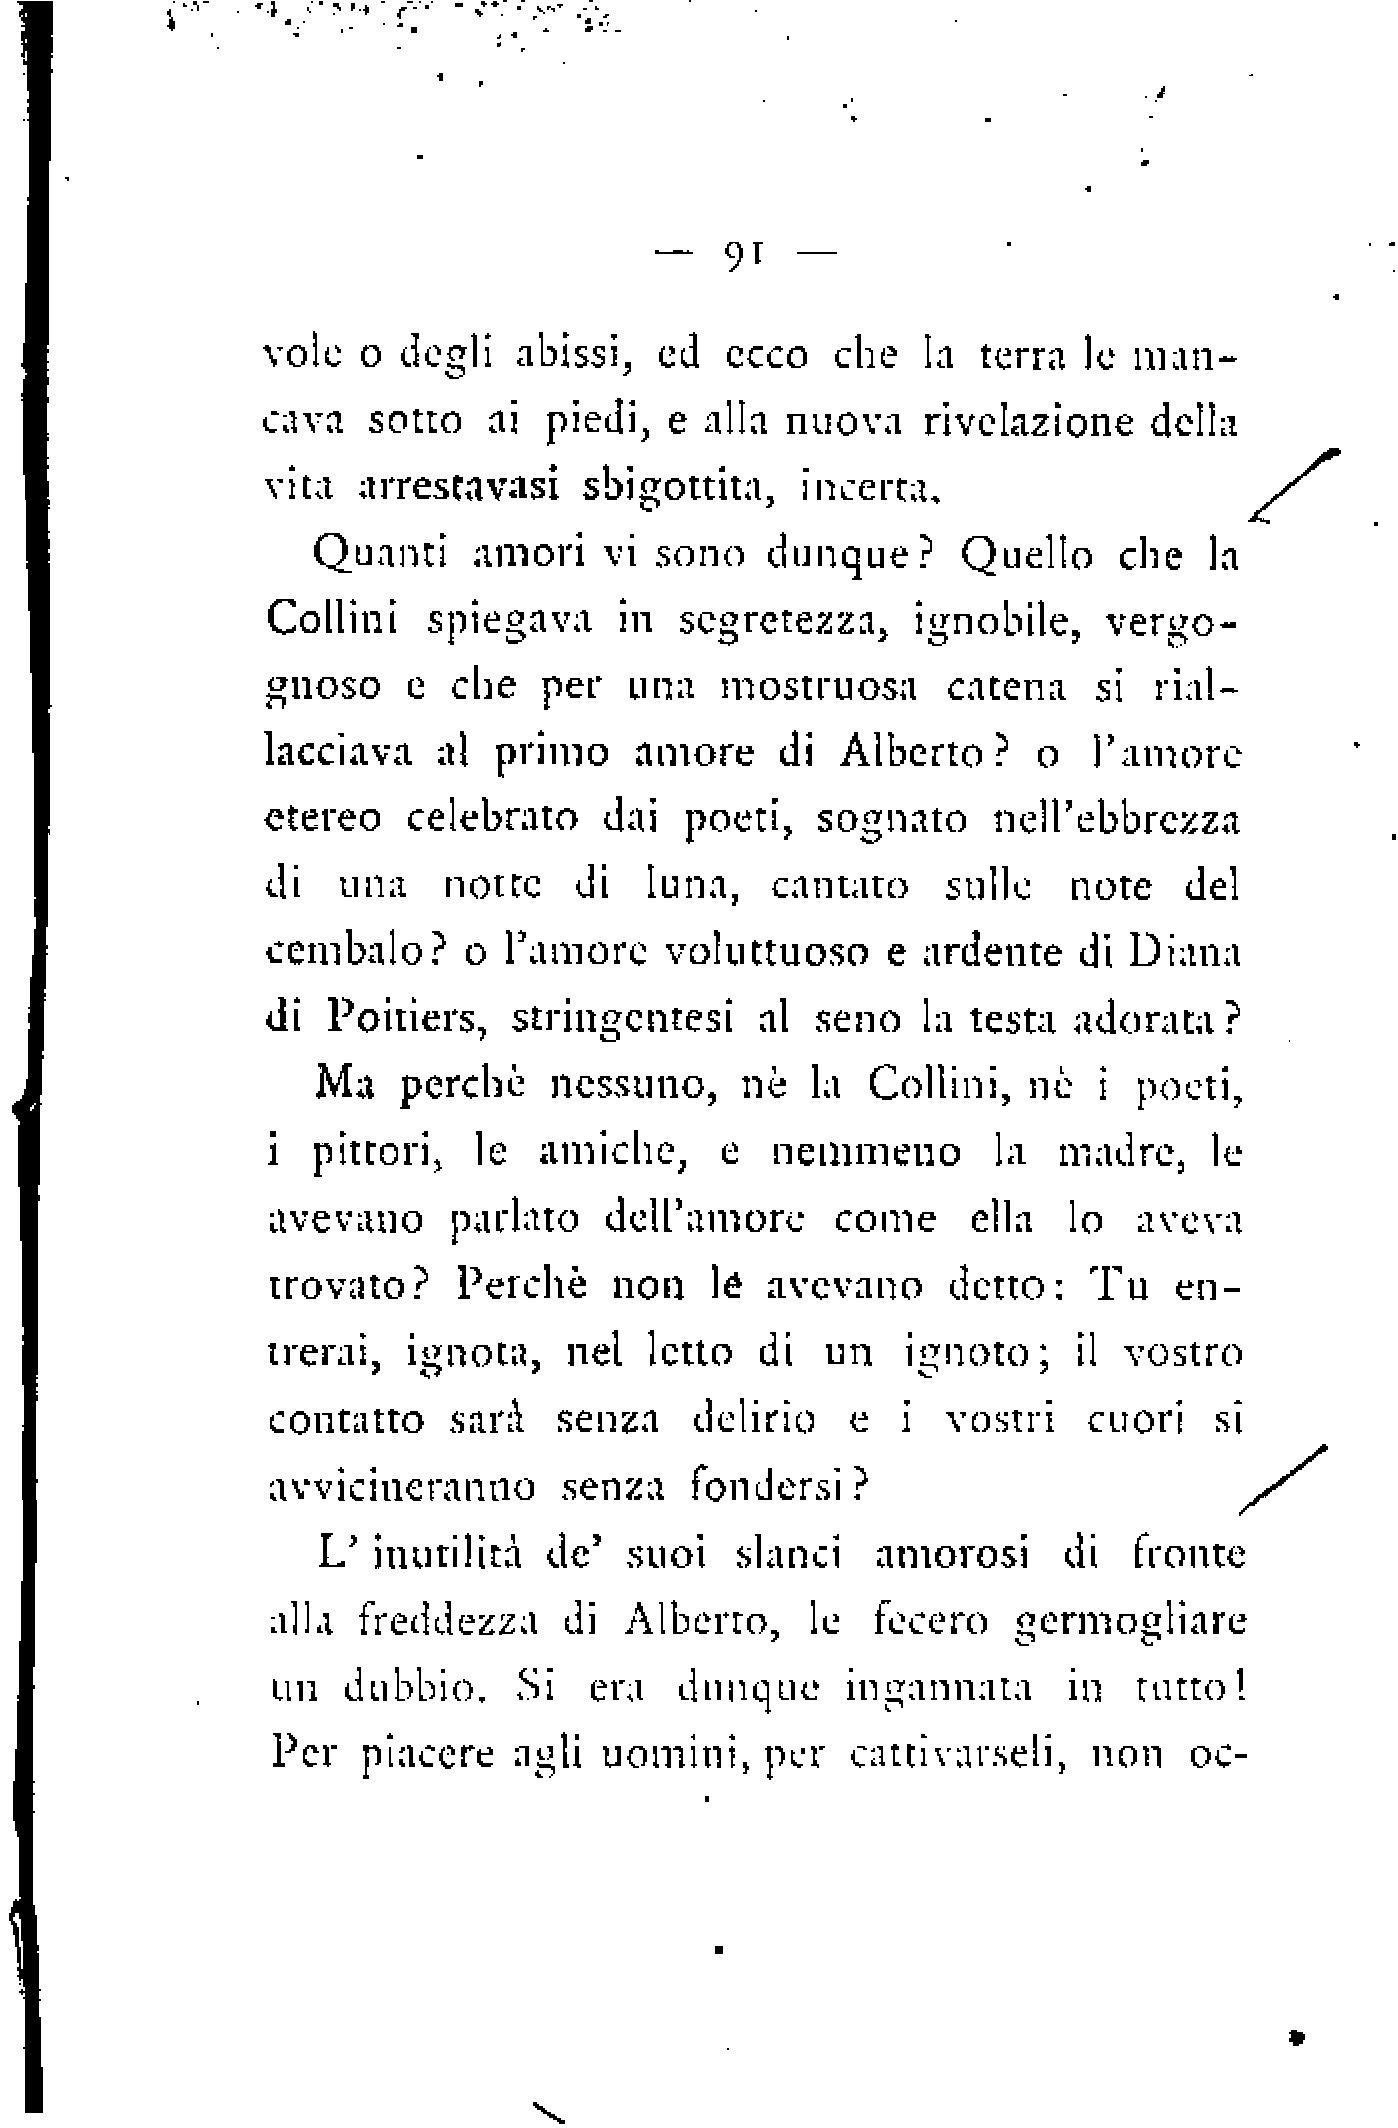 — 91 —
vole o degli abissi, ed ecco che la terra le man-
cava sotto ai piedi, e alla nuova rivelazione della
vita arrestavasi sbigottita, incerta.
Quanti amori vi sono dunque? Quello che la
Collini spiegava in segretezza, ignobile, vergo-
gnoso e che per una mostruosa catena si rial-
lacciava al primo amore di Alberto? o l'amore
etereo celebrato dai poeti, sognato nell'ebbrezza
di una notte di luna, cantato sulle note del
cembalo? o l'amore voluttuoso e ardente di Diana
di Poitiers, stringentesi al seno la testa adorata?
Ma perchè nessuno, nè la Collini, nè i poeti,
i pittori, le amiche, e nemmeno la madre, le
avevano parlato dell'amore come ella lo aveva
trovato? Perchè non le avevano detto: Tu en-
trerai, ignota, nel letto di un ignoto; il vostro
contatto sarà senza delirio e i vostri cuori si
avvicineranno senza fondersi?
L' inutilità de' suoi slanci amorosi di fronte
alla freddezza di Alberto, le fecero germogliare
un dubbio. Si era dunque ingannata in tutto!
Per piacere agli uomini, per cattivarseli, non oc-